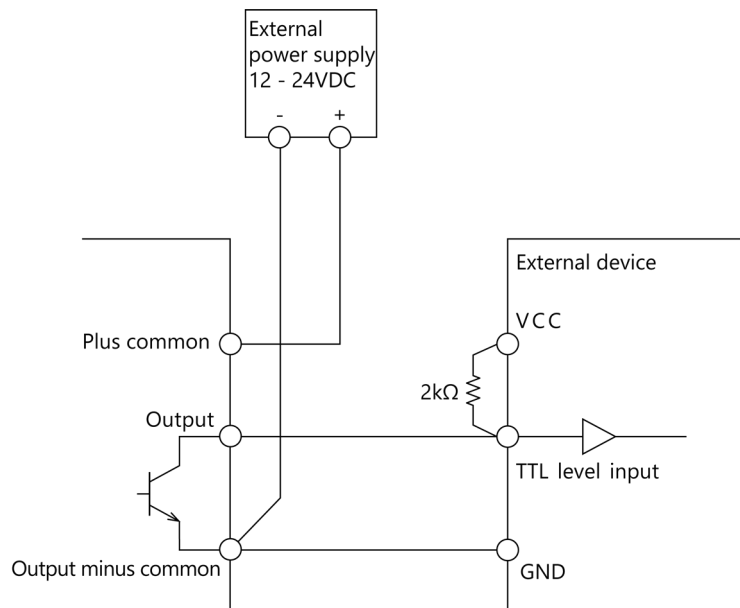 External
power supply
12 - 24VDC
- +
External device
VCC
Plus common
2kΩ
Output
TTL level input
Output minus common
GND